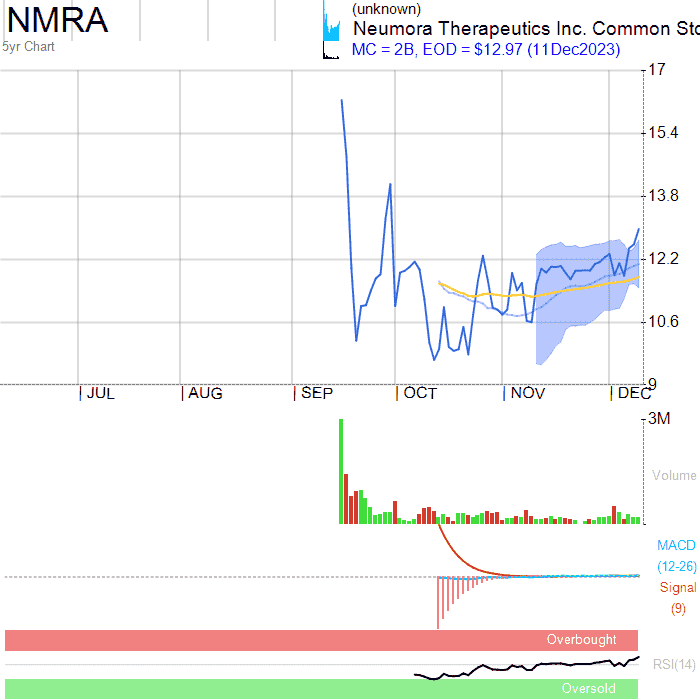 NMRA
5yr Chart
(unknown)
Neumora Therapeutics Inc. Common Sto
MC = 2B, EOD = $12.97 (11Dec2023)
17
15.4
13.8
12.2
10.6
9
JUL AUG SEP OCT NOV DEC
3M
Volume
MACD
(12-26)
Signal
(9)
Overbought
RSI(14)
Oversold